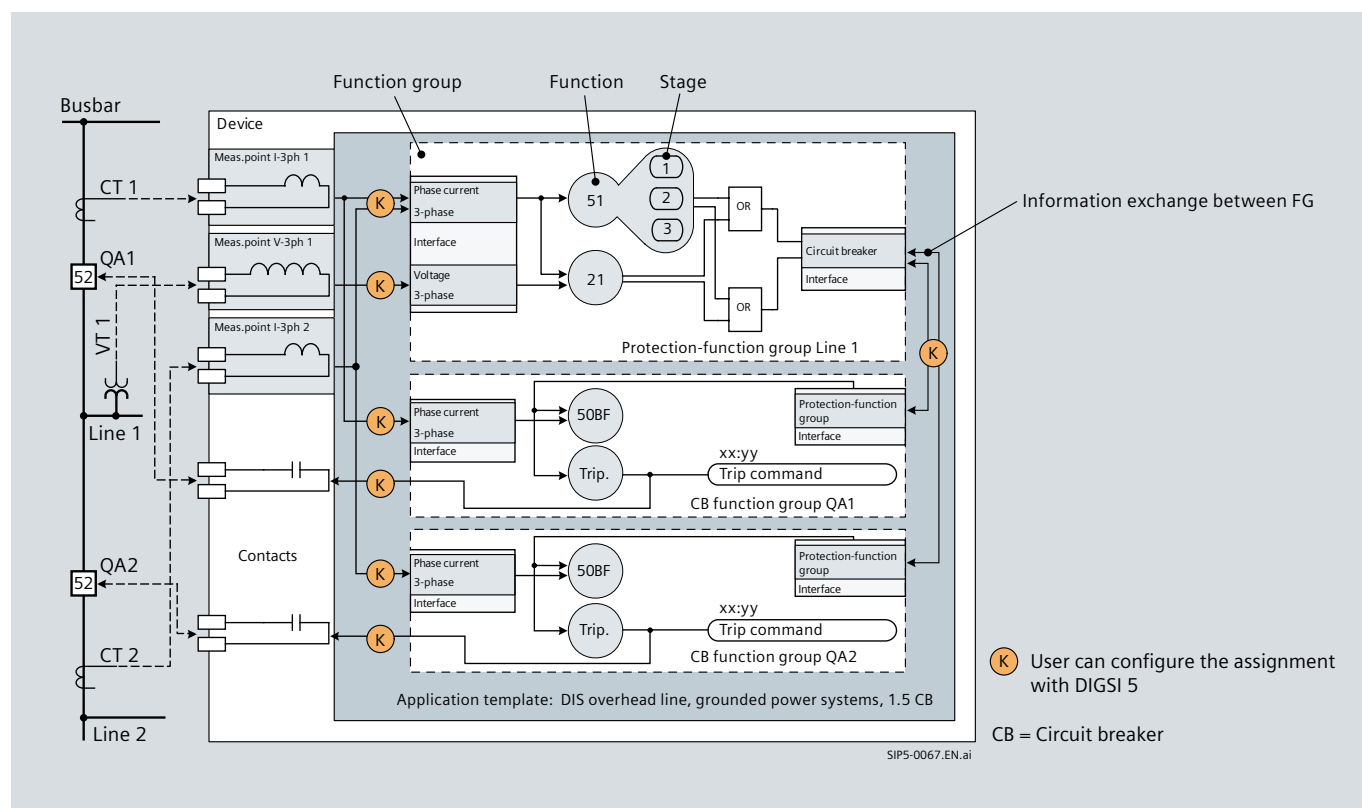 Function group
Function
Stage
Busbar
Device
Meas.point I-3ph 1
CT 1
K
Phase current
3-phase
51
1
2
3
OR
Information exchange between FG
Meas.point V-3ph 1
Interface
Circuit breaker
Interface
QA1
52
K
Voltage
3-phase
21
OR
VT 1
Meas.point I-3ph 2
Protection-function group Line 1
K
Line 1
K
Phase current
3-phase
Interface
50BF
Protection-function
group
Interface
K
Trip.
xx:yy
Trip command
CB function group QA1
Contacts
QA2
52
K
Phase current
3-phase
Interface
50BF
Protection-function
group
Interface
K
Trip.
xx:yy
Trip command
CB function group QA2
CT 2
K User can configure the assignment
with DIGSI 5
Application template: DIS overhead line, grounded power systems, 1.5 CB
Line 2
CB = Circuit breaker
SIP5-0067.EN.ai